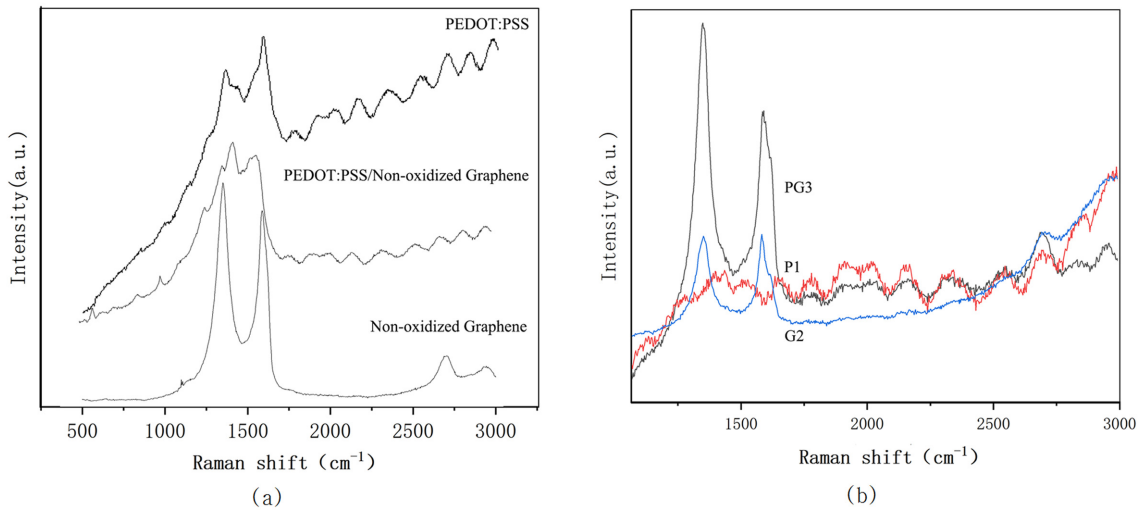 PEDOT:PSS
PEDOT:PSS/Non-oxidized Graphene
Non-oxidized Graphene
Intensity(a.u.)
500 1000 1500 2000 2500 3000
Raman shift (cm⁻¹)
(a)
PG3
P1
G2
Intensity(a.u.)
1500 2000 2500 3000
Raman shift (cm⁻¹)
(b)